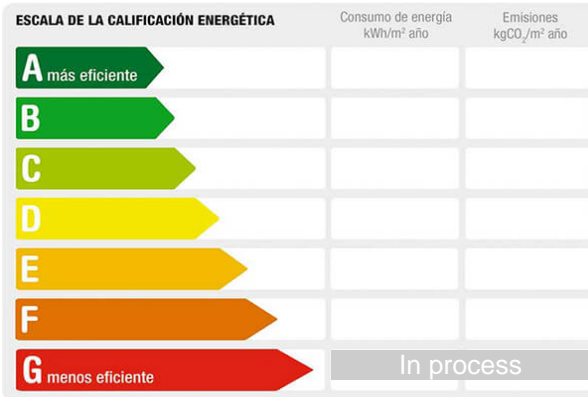 ESCALA DE LA CALIFICACIÓN ENERGÉTICA
Consumo de energía
kWh/m² año
Emisiones
kgCO₂/m² año
A más eficiente
B
C
D
E
F
G menos eficiente
In process